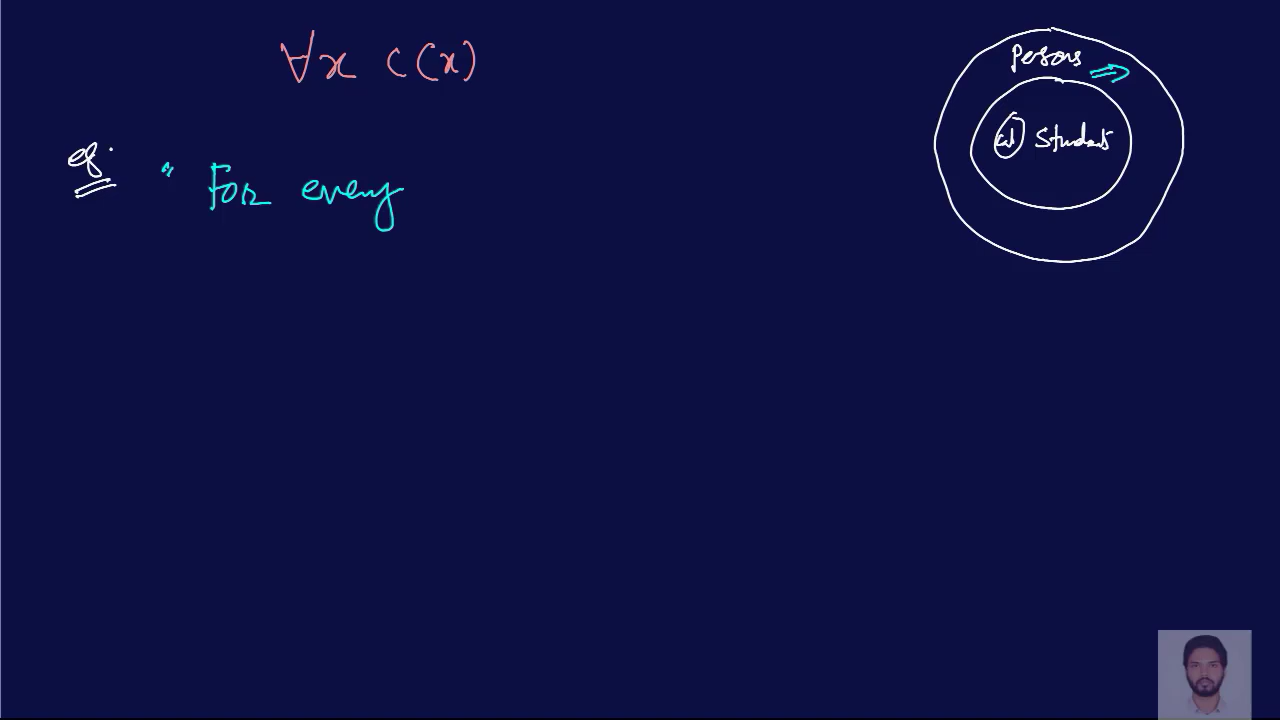 ∀x C(x)
eg.
" For every
Persons
Students